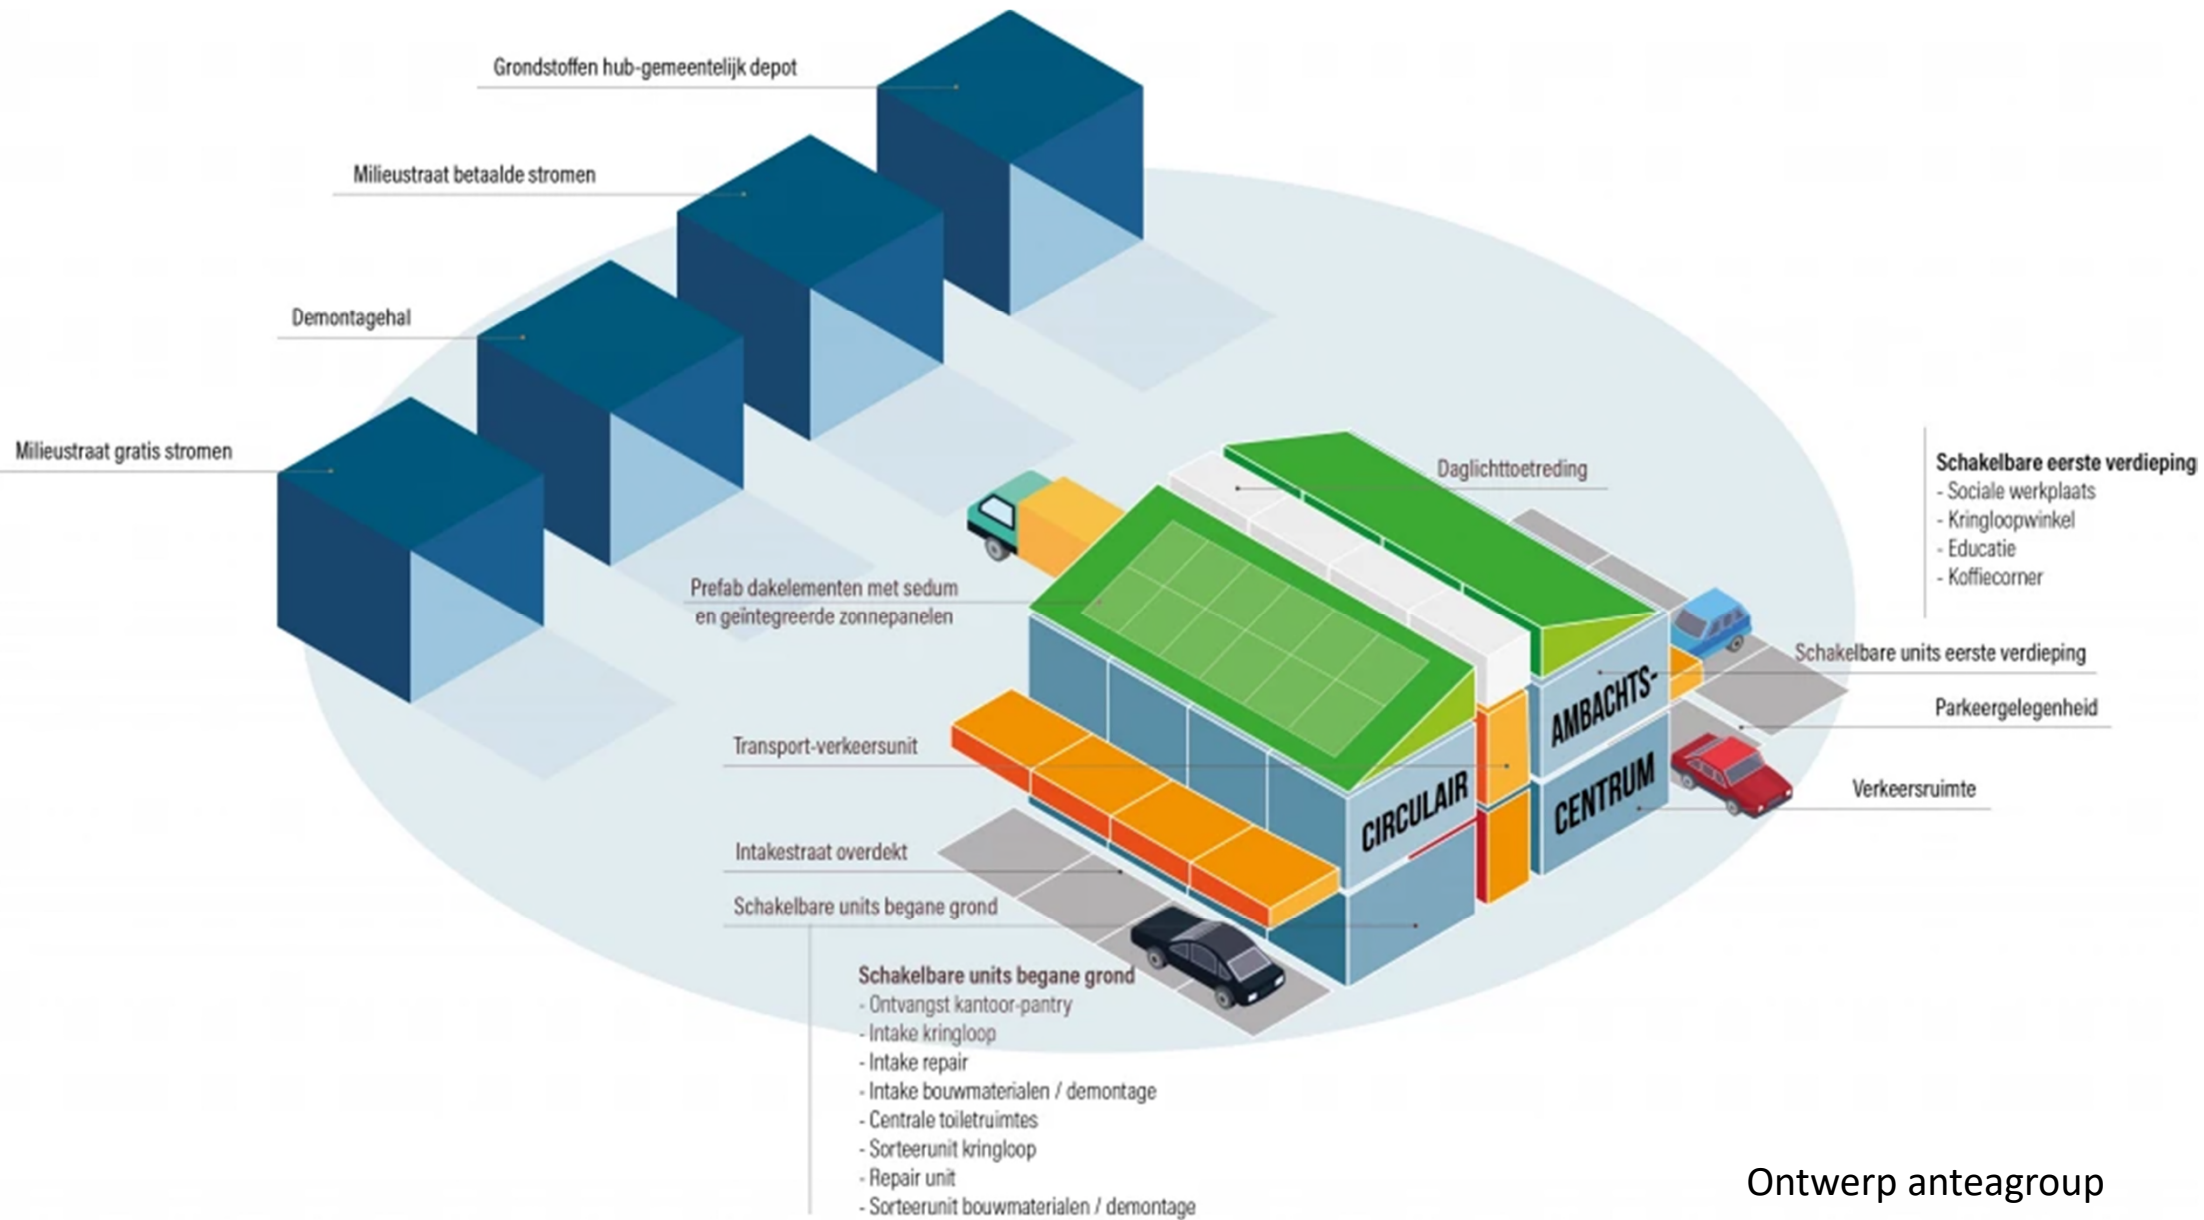 Grondstoffen hub-gemeentelijk depot
Milieustraat betaalde stromen
Demontagehal
Milieustraat gratis stromen
Daglichttoetreding
Schakelbare eerste verdieping
- Sociale werkplaats
- Kringloopwinkel
- Educatie
- Koffiecorner
Prefab dakelementen met sedum
en geïntegreerde zonnepanelen
Schakelbare units eerste verdieping
Parkeergelegenheid
Verkeersruimte
AMBACHTS-
CENTRUM
CIRCULAIR
Transport-verkeersunit
Intakestraat overdekt
Schakelbare units begane grond
Schakelbare units begane grond
- Ontvangst kantoor-pantry
- Intake kringloop
- Intake repair
- Intake bouwmaterialen / demontage
- Centrale toiletruimtes
- Sorteerunit kringloop
- Repair unit
- Sorteerunit bouwmaterialen / demontage
Ontwerp anteagroup